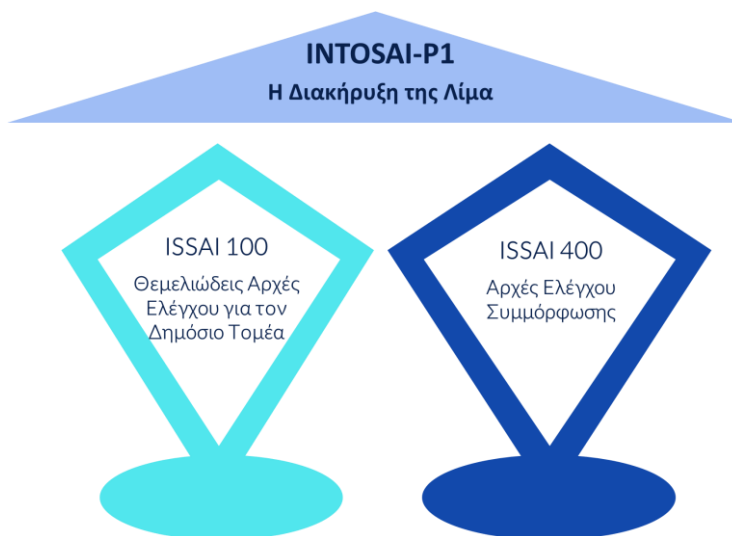 INTOSAI-P1
Η Διακήρυξη της Λίμα
ISSAI 100
Θεμελιώδεις Αρχές
Ελέγχου για τον
Δημόσιο Τομέα
ISSAI 400
Αρχές Ελέγχου
Συμμόρφωσης